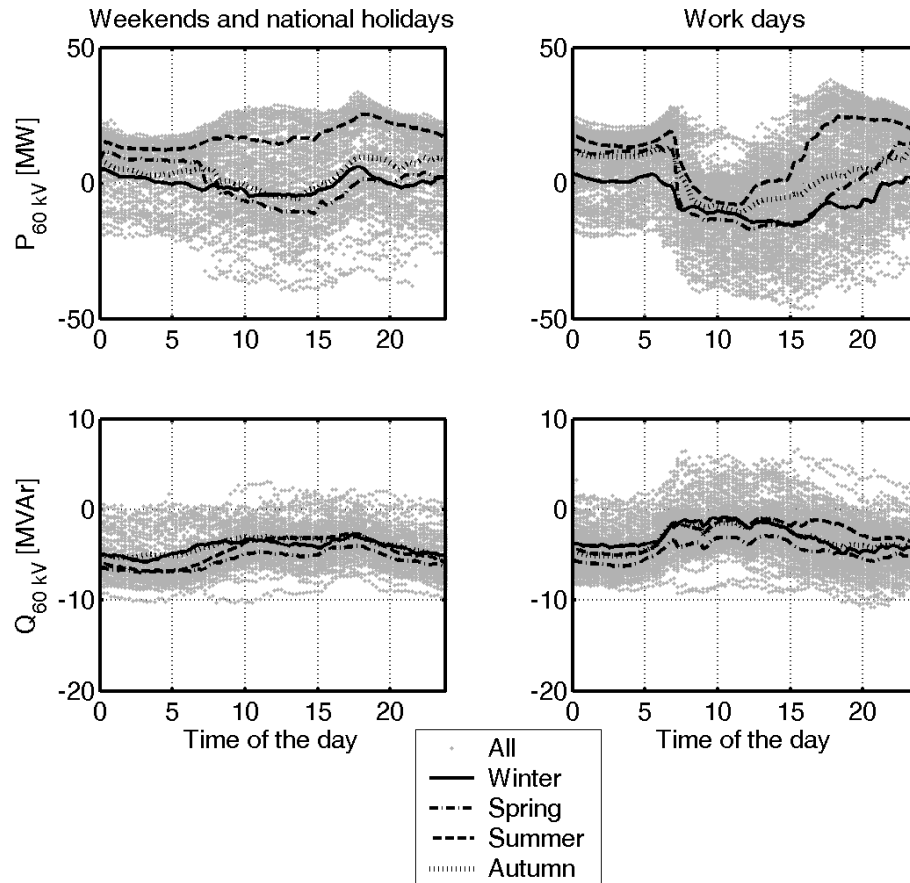 Weekends and national holidays
Work days
P60 kV [MW]
50
0
-50
0 5 10 15 20
50
0
-50
0 5 10 15 20
Q60 kV [MVAr]
10
0
-10
-20
0 5 10 15 20
Time of the day
10
0
-10
-20
0 5 10 15 20
Time of the day
All
Winter
Spring
Summer
Autumn